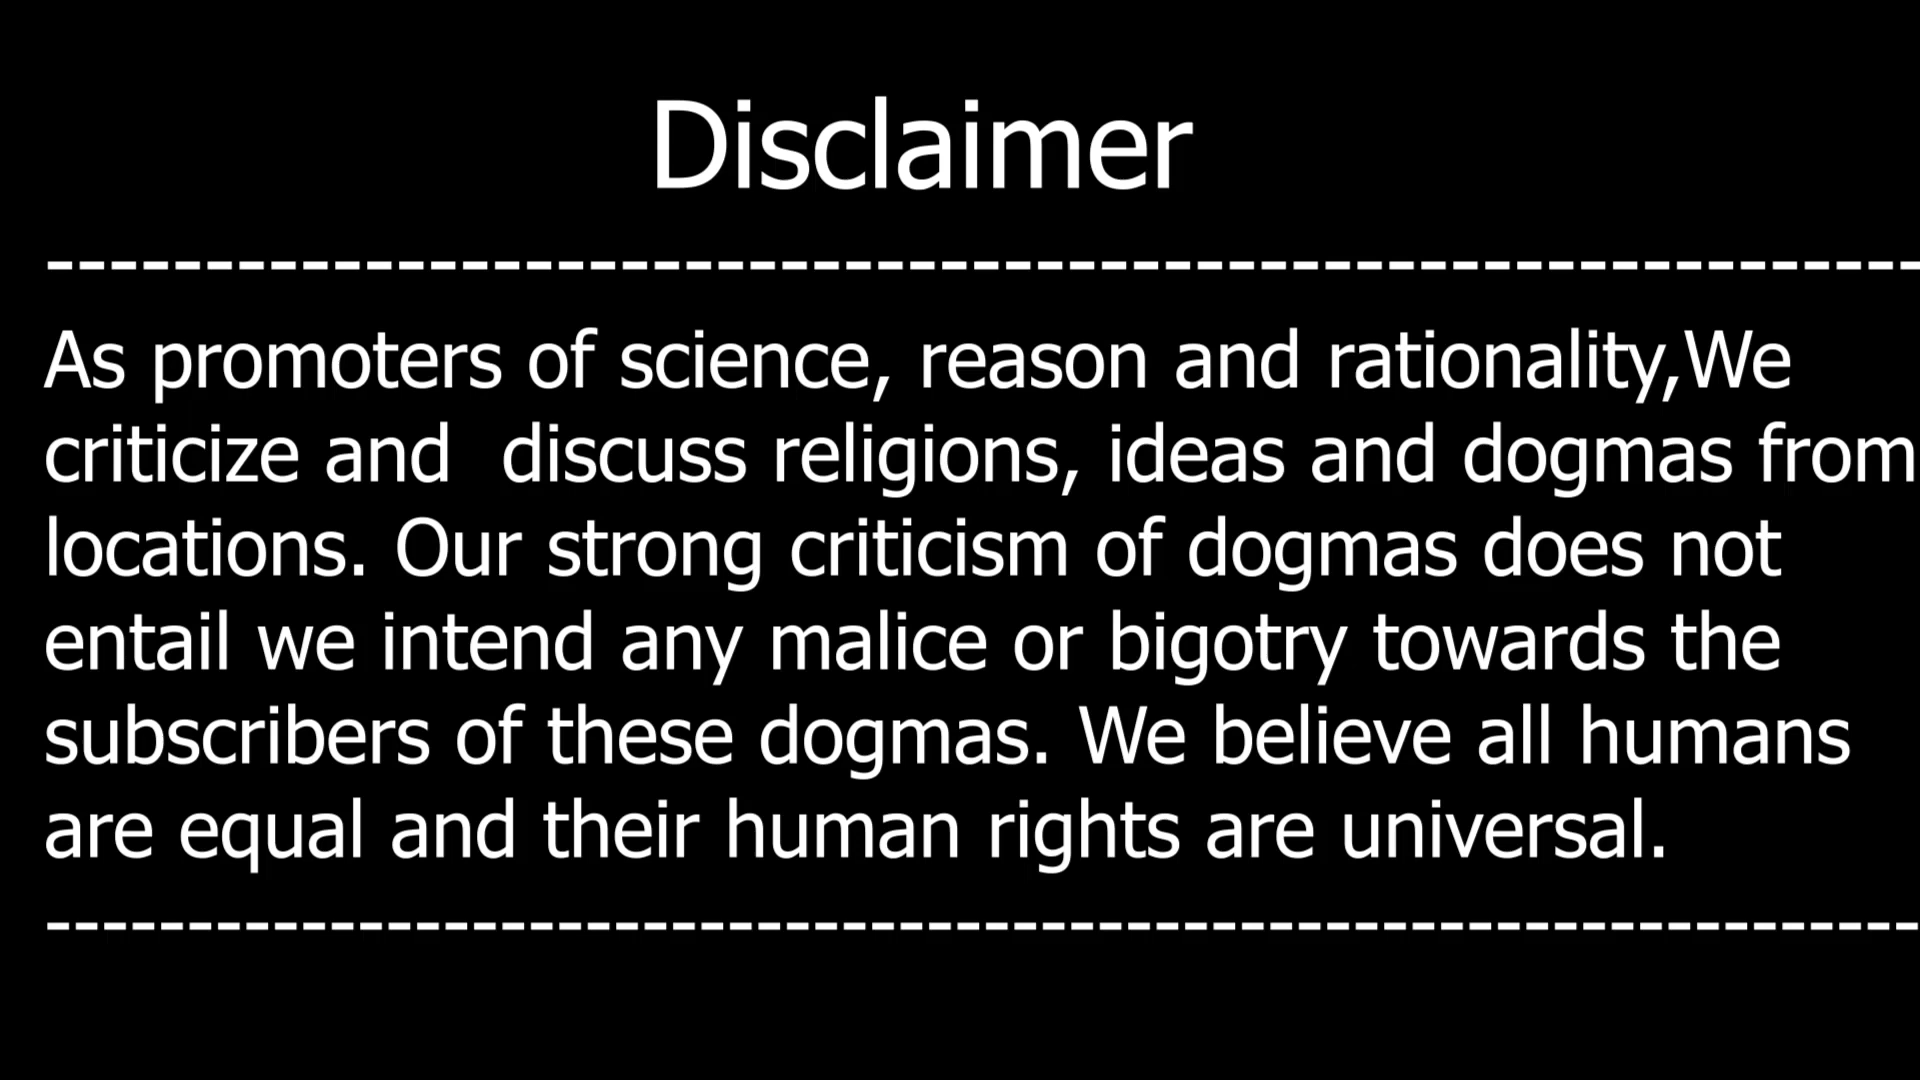 Disclaimer
------------------------------------------------------------
As promoters of science, reason and rationality,We
criticize and  discuss religions, ideas and dogmas from
locations. Our strong criticism of dogmas does not
entail we intend any malice or bigotry towards the
subscribers of these dogmas. We believe all humans
are equal and their human rights are universal.
------------------------------------------------------------------